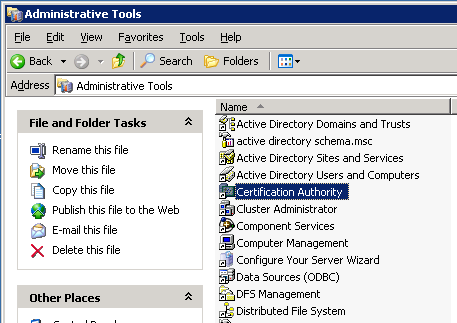 Administrative Tools
File Edit View Favorites Tools Help
Back Search Folders
Address Administrative Tools
File and Folder Tasks
Rename this file
Move this file
Copy this file
Publish this file to the Web
E-mail this file
Delete this file
Other Places
Name
Active Directory Domains and Trusts
active directory schema.msc
Active Directory Sites and Services
Active Directory Users and Computers
Certification Authority
Cluster Administrator
Component Services
Computer Management
Configure Your Server Wizard
Data Sources (ODBC)
DFS Management
Distributed File System